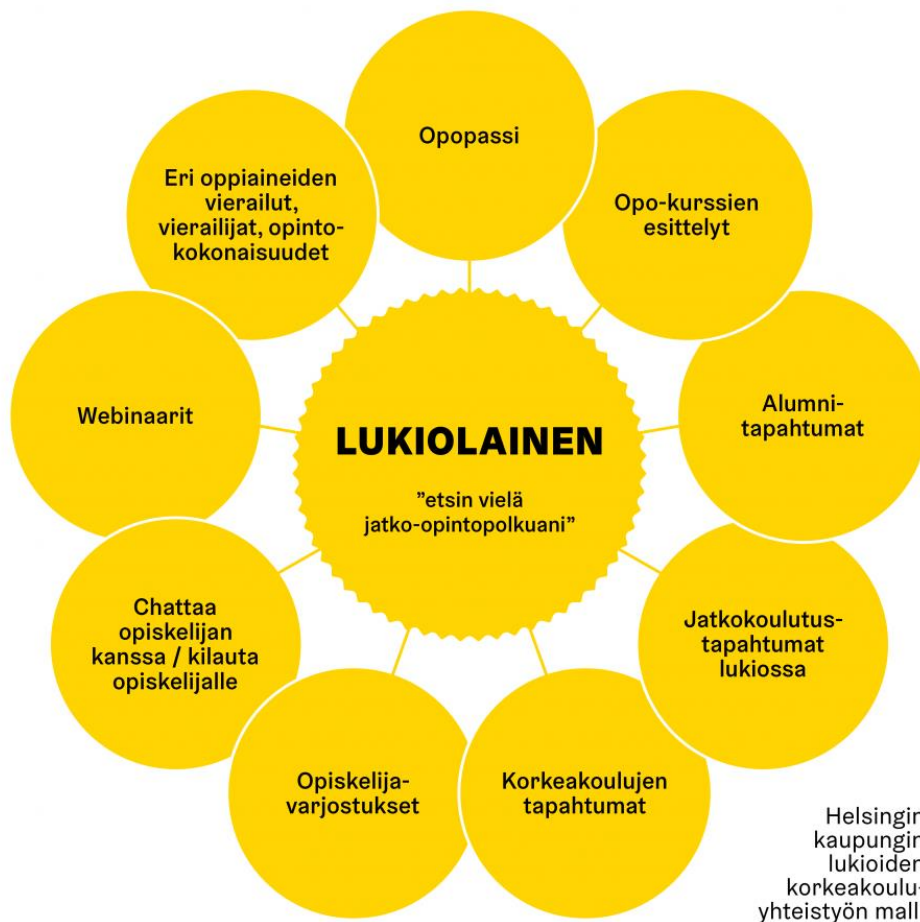 Opopassi
Opo-kurssien
esittelyt
Alumni-
tapahtumat
Jatkokoulutus-
tapahtumat
lukiossa
Korkeakoulujen
tapahtumat
Opiskelija-
varjostukset
Chattaa
opiskelijan
kanssa / kilauta
opiskelijalle
Webinaarit
Eri oppiaineiden
vierailut,
vierailijat, opinto-
kokonaisuudet
LUKIOLAINEN
”etsin vielä
jatko-opintopolkuani”
Helsingin
kaupungin
lukioiden
korkeakoulu-
yhteistyön mall